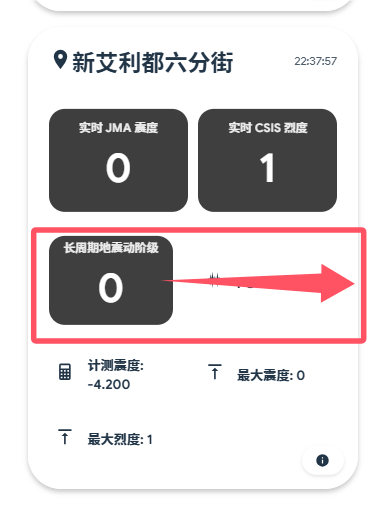 新艾利都六分街
22:37:57
实时 JMA 震度
实时 CSIS 烈度
0
1
长周期地震动阶级
0
计测震度:
-4.200
最大震度: 0
最大烈度: 1